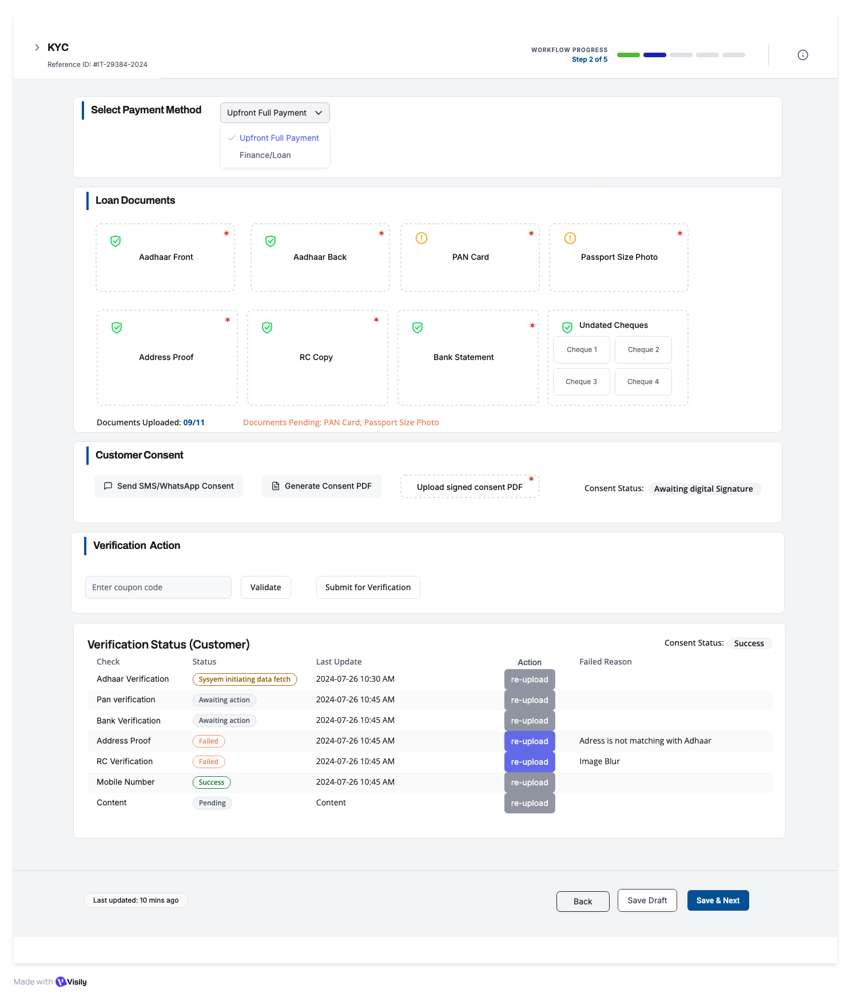 KYC
Reference ID: #IT-29384-2024
WORKFLOW PROGRESS
Step 2 of 5
Select Payment Method
Upfront Full Payment
Upfront Full Payment
Finance/Loan
Loan Documents
* * * *
Aadhaar Front Aadhaar Back PAN Card Passport Size Photo
* * *
Undated Cheques
Cheque 1 Cheque 2
Address Proof RC Copy Bank Statement
Cheque 3 Cheque 4
Documents Uploaded: 09/11 Documents Pending: PAN Card, Passport Size Photo
Customer Consent
Send SMS/WhatsApp Consent Generate Consent PDF Upload signed consent PDF * Consent Status: Awaiting digital Signature
Verification Action
Enter coupon code Validate Submit for Verification
Verification Status (Customer) Consent Status: Success
Check Status Last Update Action Failed Reason
Adhaar Verification Sysyem initiating data fetch 2024-07-26 10:30 AM re-upload
Pan verification Awaiting action 2024-07-26 10:45 AM re-upload
Bank Verification Awaiting action 2024-07-26 10:45 AM re-upload
Address Proof Failed 2024-07-26 10:45 AM re-upload Adress is not matching with Adhaar
RC Verification Failed 2024-07-26 10:45 AM re-upload Image Blur
Mobile Number Success 2024-07-26 10:45 AM re-upload
Content Pending Content re-upload
Last updated: 10 mins ago Back Save Draft Save & Next
Made with Visily